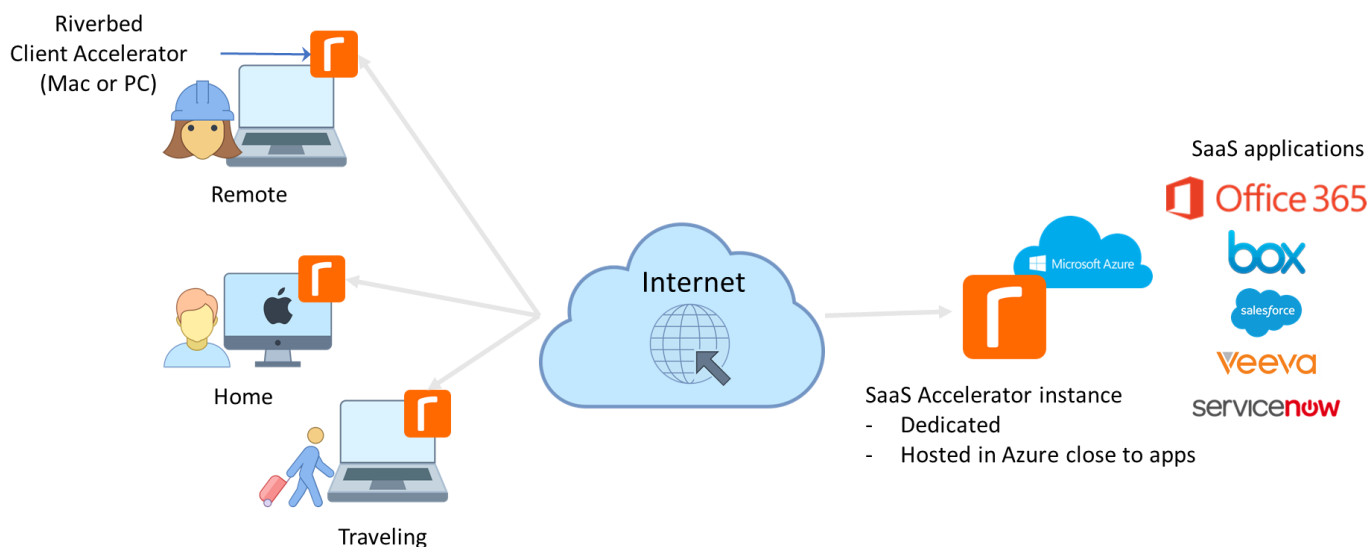 Riverbed
Client Accelerator
(Mac or PC)
Remote
Home
Traveling
Internet
Microsoft Azure
SaaS Accelerator instance
- Dedicated
- Hosted in Azure close to apps
SaaS applications
Office 365
box
salesforce
veeva
servicenow